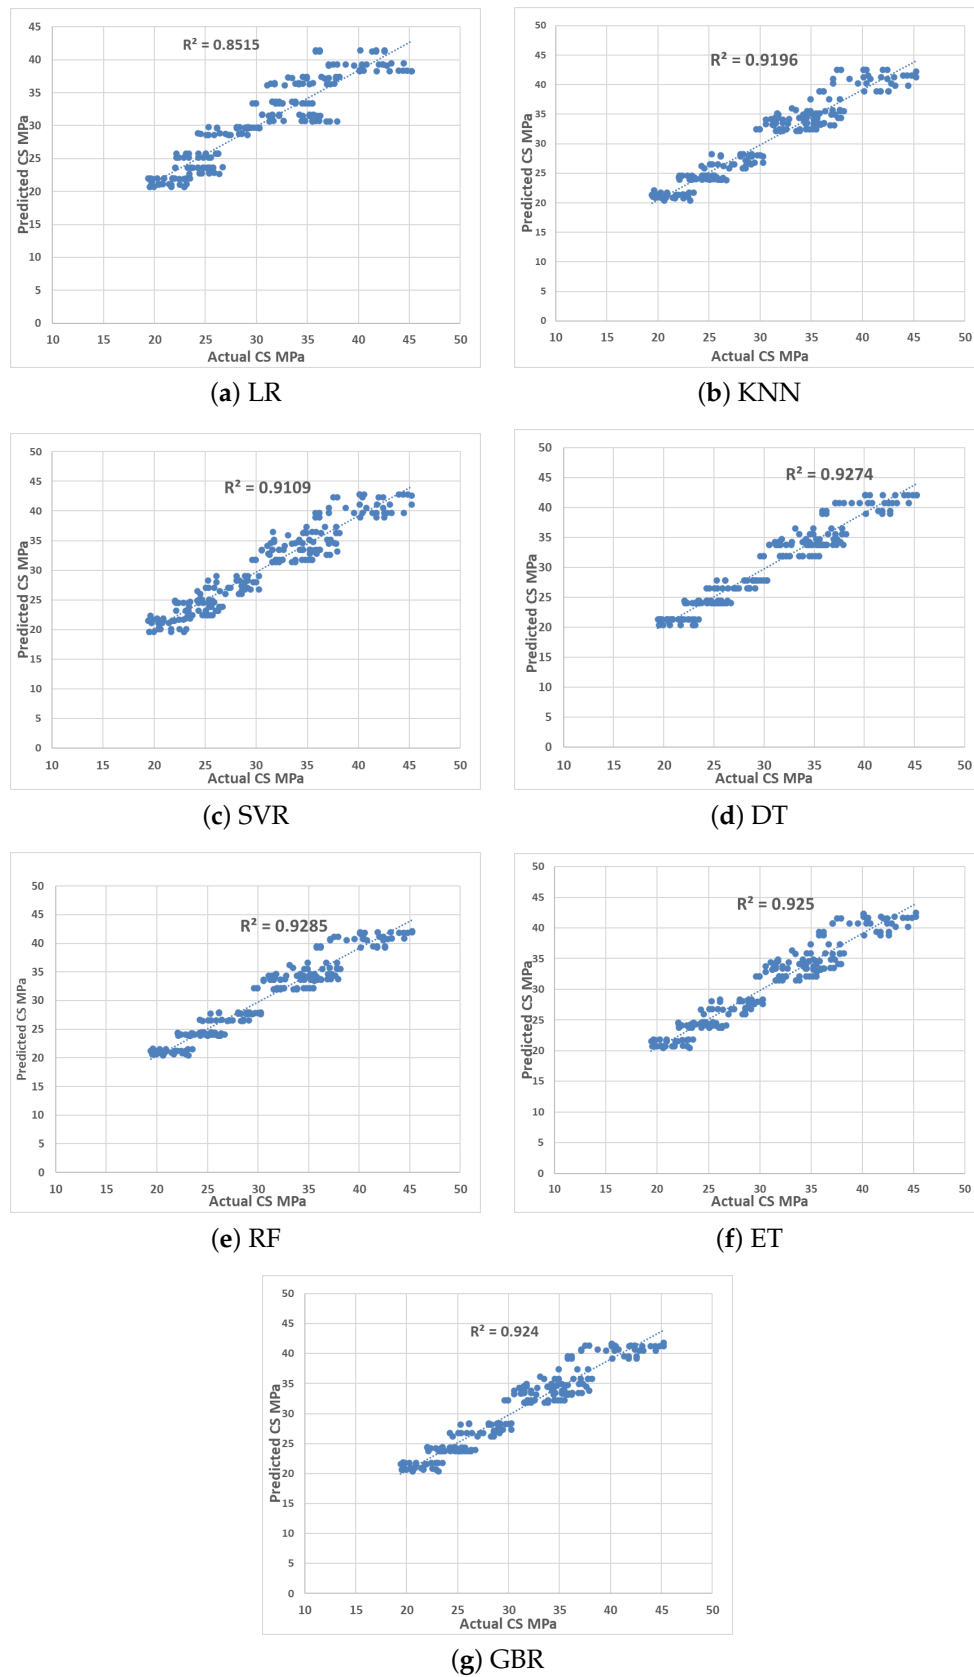 45
40
35
30
25
20
15
10
5
0
R² = 0.8515
Predicted CS MPa
10 15 20 25 30 35 40 45 50
Actual CS MPa
(a) LR
50
45
40
35
30
25
20
15
10
5
0
R² = 0.9196
Predicted CS MPa
10 15 20 25 30 35 40 45 50
Actual CS MPa
(b) KNN
50
45
40
35
30
25
20
15
10
5
0
R² = 0.9109
Predicted CS MPa
10 15 20 25 30 35 40 45 50
Actual CS MPa
(c) SVR
50
45
40
35
30
25
20
15
10
5
0
R² = 0.9274
Predicted CS MPa
10 15 20 25 30 35 40 45 50
Actual CS MPa
(d) DT
50
45
40
35
30
25
20
15
10
5
0
R² = 0.9285
Predicted CS MPa
10 15 20 25 30 35 40 45 50
Actual CS MPa
(e) RF
50
45
40
35
30
25
20
15
10
5
0
R² = 0.925
Predicted CS MPa
10 15 20 25 30 35 40 45 50
Actual CS MPa
(f) ET
50
45
40
35
30
25
20
15
10
5
0
R² = 0.924
Predicted CS MPa
10 15 20 25 30 35 40 45 50
Actual CS MPa
(g) GBR